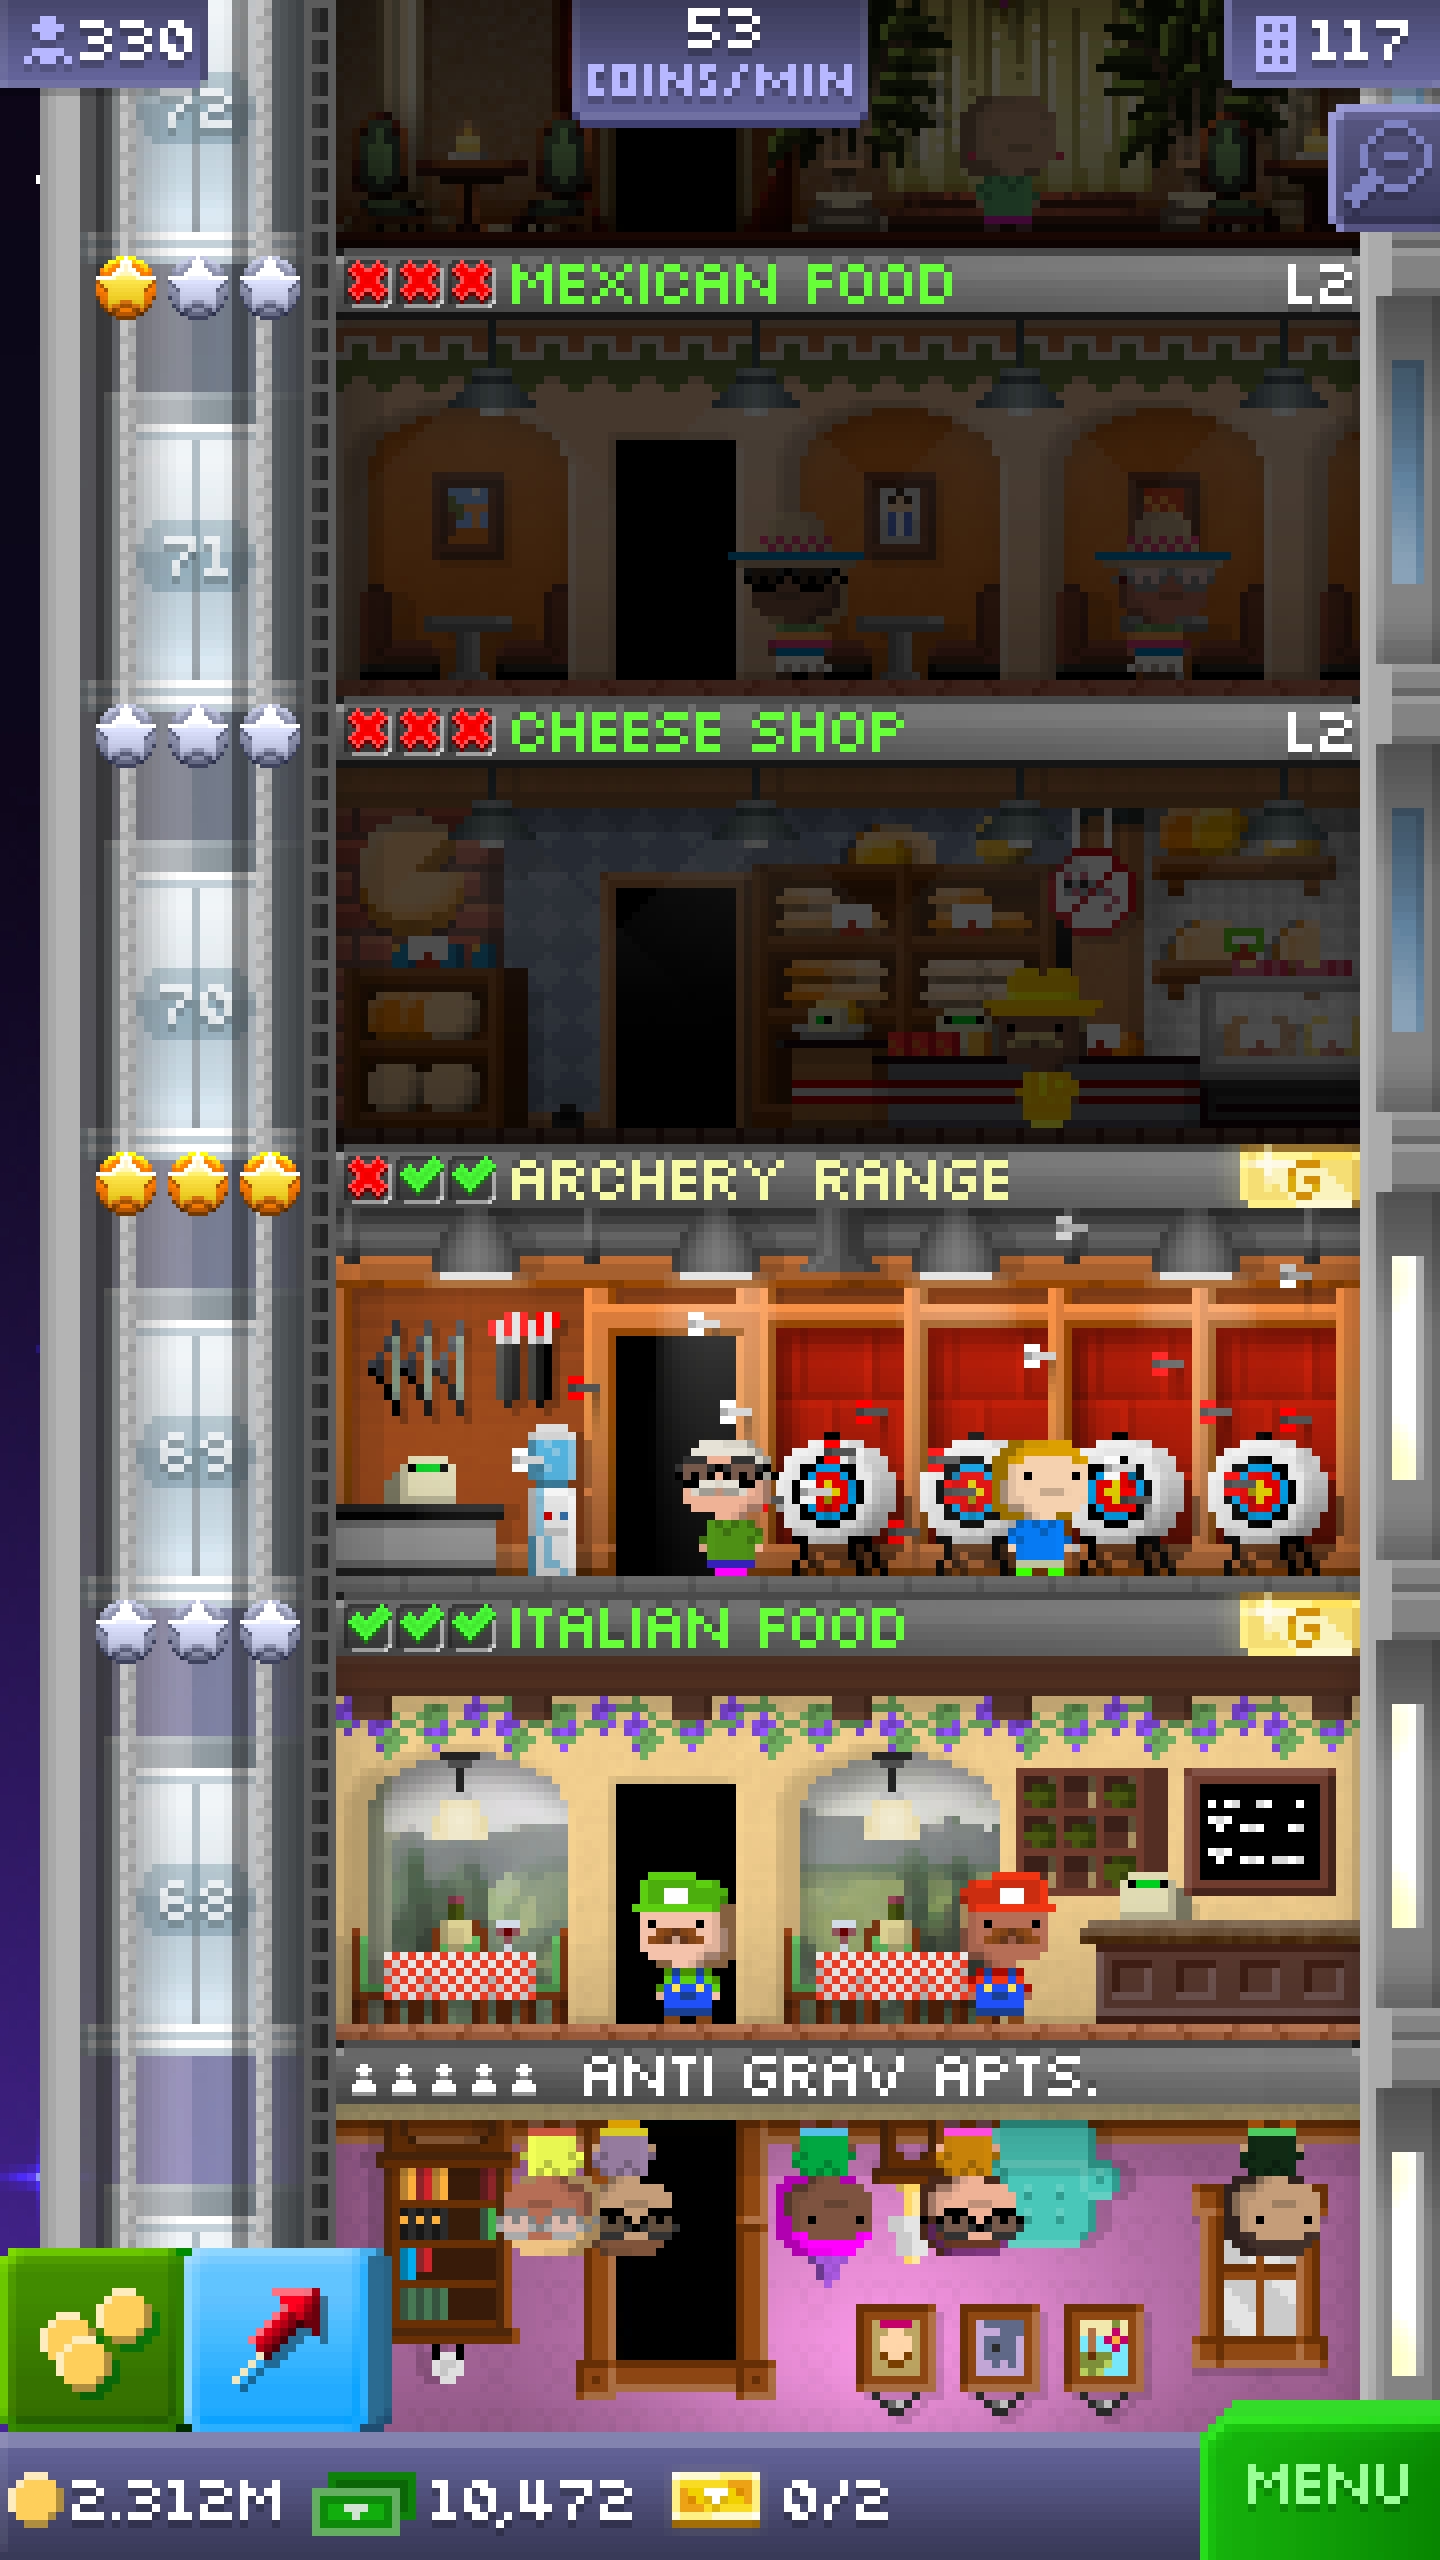 330
53
COINS/MIN
117
72
MEXICAN FOOD
L2
71
CHEESE SHOP
L2
70
ARCHERY RANGE
G
69
ITALIAN FOOD
G
68
ANTI GRAV APTS.
2.312M
10,472
0/2
MENU